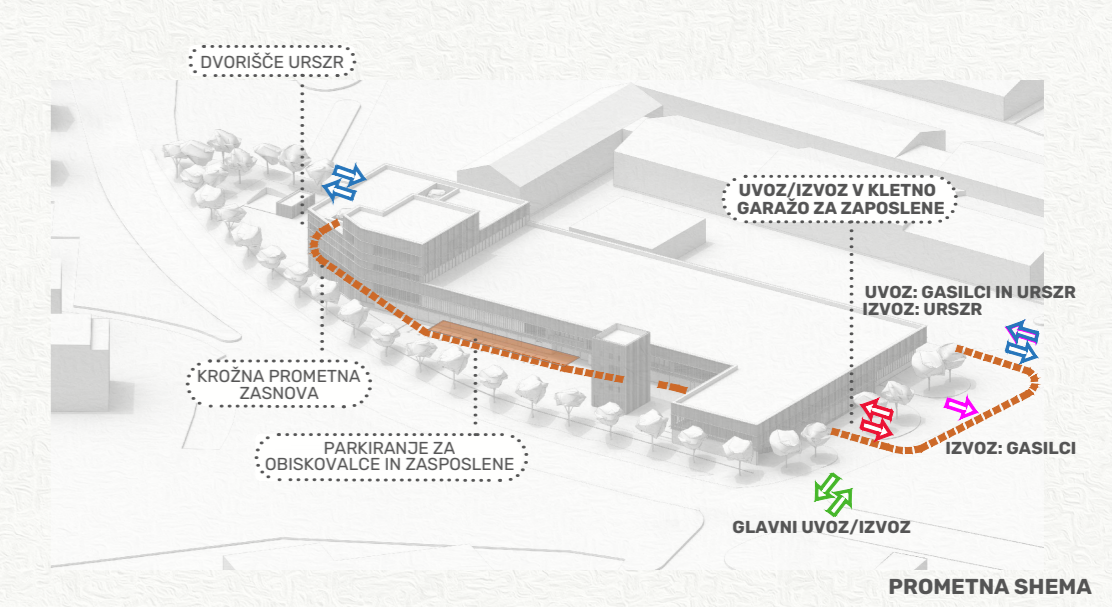 DVORIŠČE URSZR
UVOZ/IZVOZ V KLETNO
GARAŽO ZA ZAPOSLENE
UVOZ: GASILCI IN URSZR
IZVOZ: URSZR
KROŽNA PROMETNA
ZASNOVA
PARKIRANJE ZA
OBISKOVALCE IN ZASPOSLENE
IZVOZ: GASILCI
GLAVNI UVOZ/IZVOZ
PROMETNA SHEMA